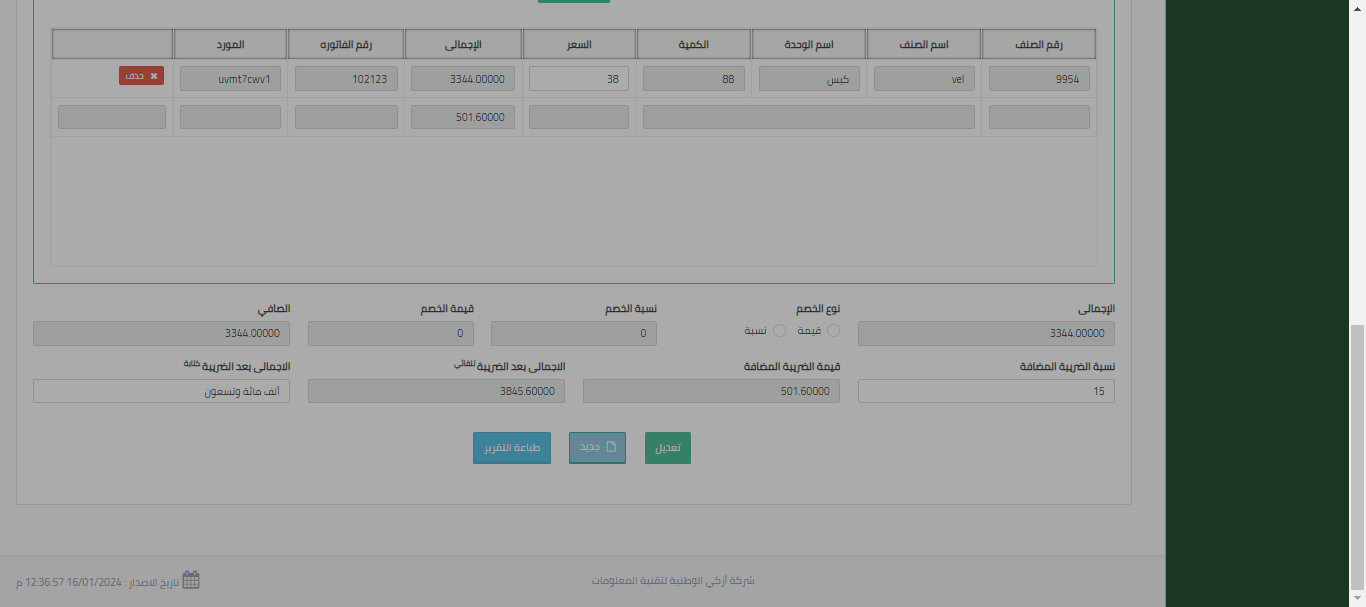 رقم الصنف اسم الصنف اسم الوحدة الكمية السعر الإجمالى رقم الفاتوره المورد
9954 vel كيس 88 38 3344.00000 102123 uvmt7cwv1 حذف
501.60000
الإجمالى نوع الخصم نسبة الخصم قيمة الخصم الصافي
3344.00000 قيمة نسبة 0 0 3344.00000
نسبة الضريبة المضافة قيمة الضريبة المضافة الاجمالى بعد الضريبة تلقائي الاجمالى بعد الضريبة كتابة
15 501.60000 3845.60000 ألف مائة وتسعون
تعديل جديد طباعة التقرير
شركة أزكي الوطنية لتقنية المعلومات تاريخ الاصدار : 16/01/2024 12:36:57 م